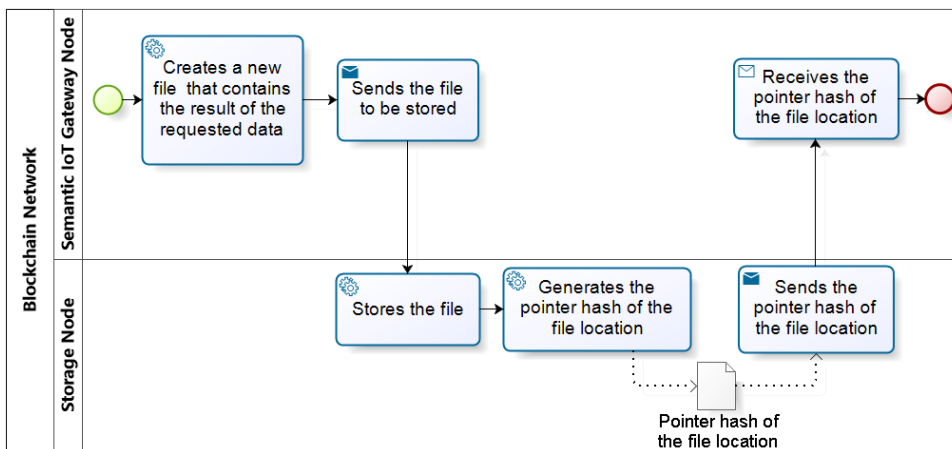 Blockchain Network
Semantic IoT Gateway Node
Creates a new
file that contains
the result of the
requested data
Sends the file
to be stored
Receives the
pointer hash of
the file location
Storage Node
Stores the file
Generates the
pointer hash of the
file location
Sends the
pointer hash of
the file location
Pointer hash of
the file location